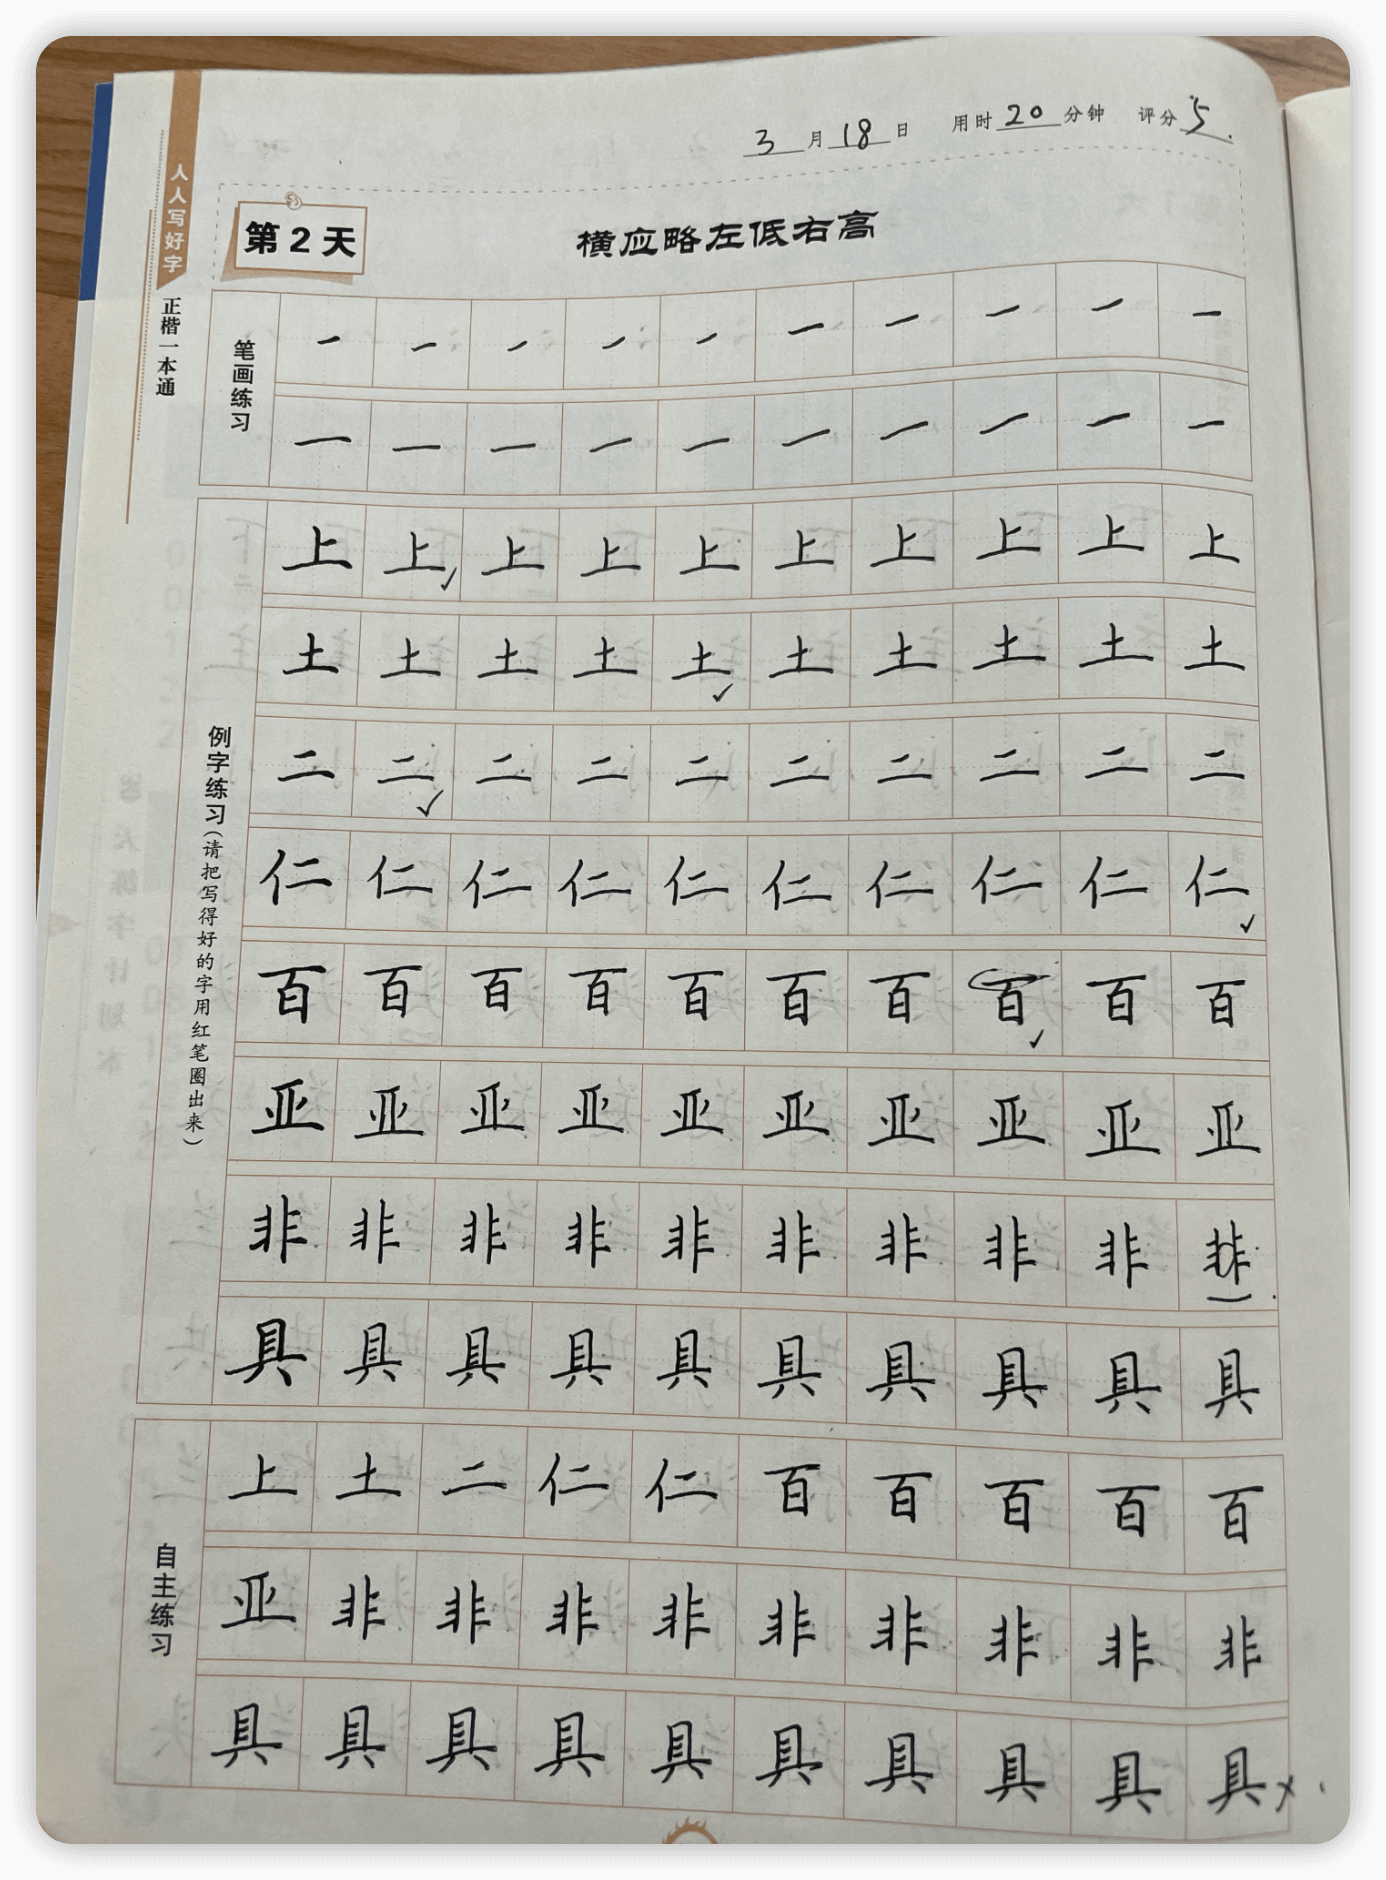 3月18日 用时20分钟 评分5.
人人写好字
正楷一本通
第2天
横应略左低右高
笔画练习
一一一一一一一一一一
一一一一一一一一一一
例字练习(请把写得好的字用红笔圈出来)
上上上上上上上上上上
土土土土土土土土土土
二二二二二二二二二二
仁仁仁仁仁仁仁仁仁仁
百百百百百百百百百百
亚亚亚亚亚亚亚亚亚亚
非非非非非非非非非非
具具具具具具具具具具
自主练习
上土二仁仁百百百百百
亚非非非非非非非非非
具具具具具具具具具具